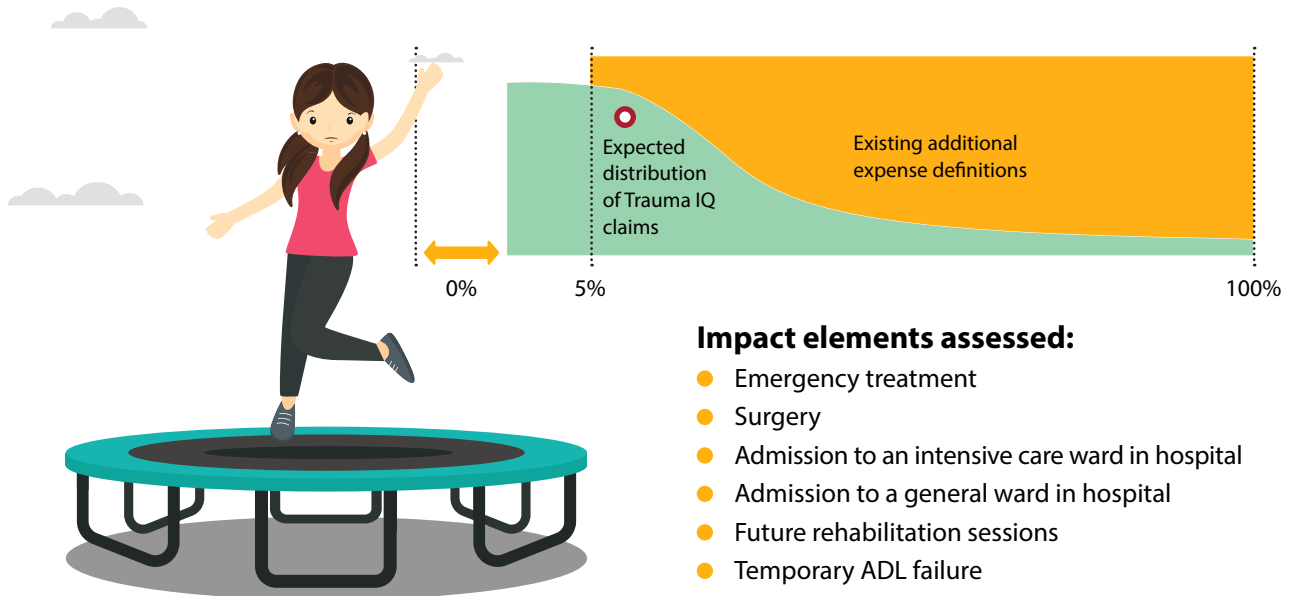 Expected
distribution
of Trauma IQ
claims
Existing additional
expense definitions
0%
5%
100%
Impact elements assessed:
Emergency treatment
Surgery
Admission to an intensive care ward in hospital
Admission to a general ward in hospital
Future rehabilitation sessions
Temporary ADL failure